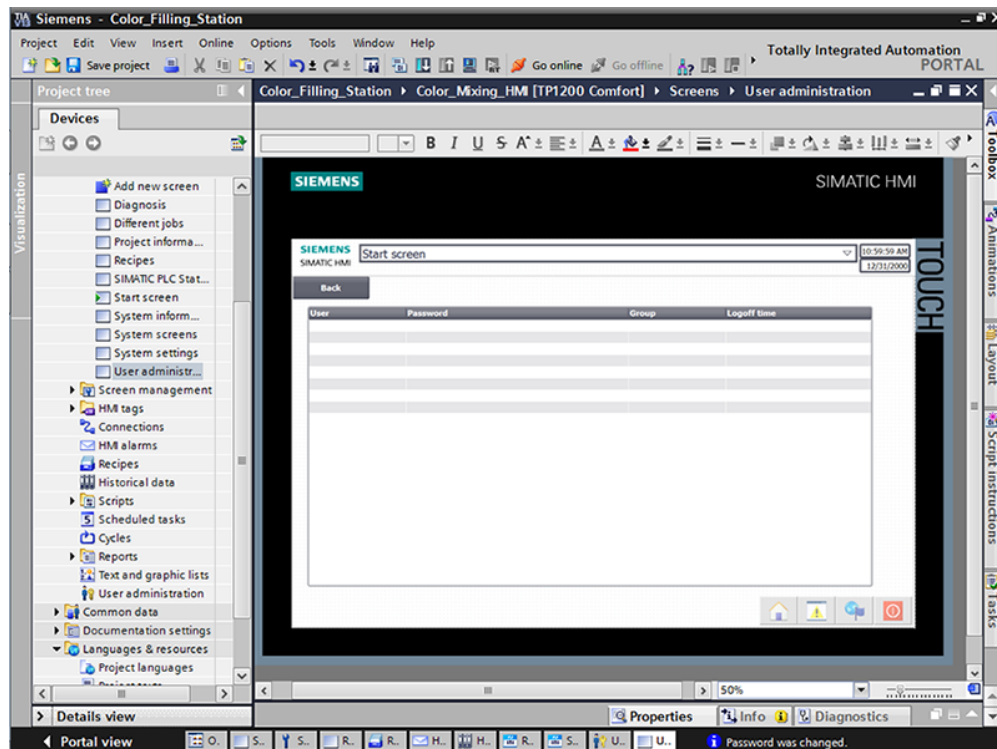 Siemens - Color_Filling_Station
Project Edit View Insert Online Options Tools Window Help
Save project Go online Go offline
Totally Integrated Automation
PORTAL
Project tree
Color_Filling_Station Color_Mixing_HMI [TP1200 Comfort] Screens User administration
Devices
B I U S A A
Visualization
Add new screen
Diagnosis
Different jobs
Project informa...
Recipes
SIMATIC PLC Stat...
Start screen
System inform...
System screens
System settings
User administr...
Screen management
HMI tags
Connections
HMI alarms
Recipes
Historical data
Scripts
Scheduled tasks
Cycles
Reports
Text and graphic lists
User administration
Common data
Documentation settings
Languages & resources
Project languages
Details view
SIEMENS
SIMATIC HMI
SIEMENS
SIMATIC HMI
Start screen
10:59:59 AM
12/31/2000
TOUCH
Back
User Password Group Logoff time
50%
Properties Info Diagnostics
Toolbox
Animations
Layout
Script instructions
Tasks
Portal view
O. S.. S.. R.. R.. H.. H.. R.. S.. U.. U..
Password was changed.